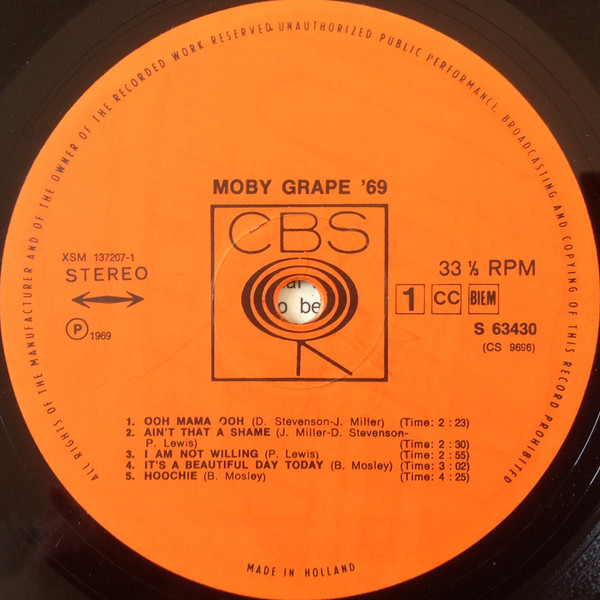 ALL RIGHTS OF THE MANUFACTURER AND OF THE OWNER OF THE RECORDED WORK RESERVED. UNAUTHORIZED PUBLIC PERFORMANCE, BROADCASTING AND COPYING OF THIS RECORD PROHIBITED
MOBY GRAPE '69
CBS
XSM 137207-1
STEREO
33 ⅓ RPM
1 CC BIEM
P 1969
S 63430
(CS 9696)
o be
1. OOH MAMA OOH (D. Stevenson-J. Miller) (Time: 2 : 23)
2. AIN'T THAT A SHAME (J. Miller-D. Stevenson-
P. Lewis) (Time: 2 : 30)
3. I AM NOT WILLING (P. Lewis) (Time: 2 : 55)
4. IT'S A BEAUTIFUL DAY TODAY (B. Mosley) (Time: 3 : 02)
5. HOOCHIE (B. Mosley) (Time: 4 : 25)
MADE IN HOLLAND